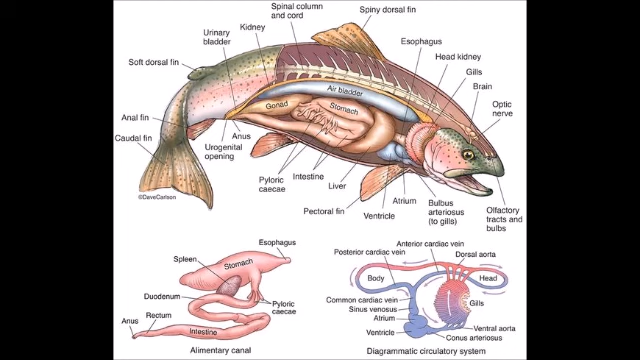 Spinal column
and cord
Spiny dorsal fin
Kidney
Urinary
bladder
Esophagus
Head kidney
Soft dorsal fin
Gills
Brain
Optic
nerve
Air bladder
Gonad
Stomach
Anal fin
Caudal fin
Anus
Urogenital
opening
Pyloric
caecae
Intestine
Liver
Pectoral fin
Ventricle
Atrium
Bulbus
arteriosus
(to gills)
Olfactory
tracts and
bulbs
©DaveCarlson
Esophagus
Spleen
Stomach
Duodenum
Pyloric
caecae
Rectum
Anus
Intestine
Alimentary canal
Anterior cardiac vein
Posterior cardiac vein
Dorsal aorta
Body
Head
Common cardiac vein
Sinus venosus
Atrium
Ventricle
Gills
Ventral aorta
Conus arteriosus
Diagrammatic circulatory system